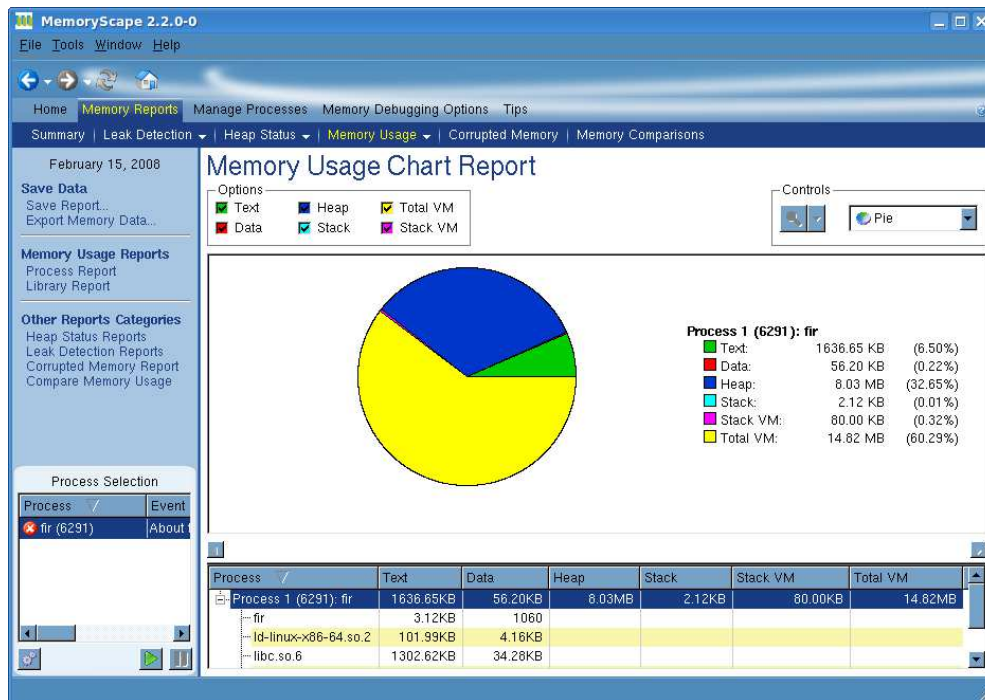 MemoryScape 2.2.0-0
File Tools Window Help
Home Memory Reports Manage Processes Memory Debugging Options Tips
Summary | Leak Detection | Heap Status | Memory Usage | Corrupted Memory | Memory Comparisons
February 15, 2008
Save Data
Save Report...
Export Memory Data...
Memory Usage Reports
Process Report
Library Report
Other Reports Categories
Heap Status Reports
Leak Detection Reports
Corrupted Memory Report
Compare Memory Usage
Process Selection
Process Event
fir (6291) About
Memory Usage Chart Report
Options
Text Heap Total VM
Data Stack Stack VM
Controls
Pie
Process 1 (6291): fir
Text: 1636.65 KB (6.50%)
Data: 56.20 KB (0.22%)
Heap: 8.03 MB (32.65%)
Stack: 2.12 KB (0.01%)
Stack VM: 80.00 KB (0.32%)
Total VM: 14.82 MB (60.29%)
Process Text Data Heap Stack Stack VM Total VM
Process 1 (6291): fir 1636.65KB 56.20KB 8.03MB 2.12KB 80.00KB 14.82MB
fir 3.12KB 1060
ld-linux-x86-64.so.2 101.99KB 4.16KB
libc.so.6 1302.62KB 34.28KB